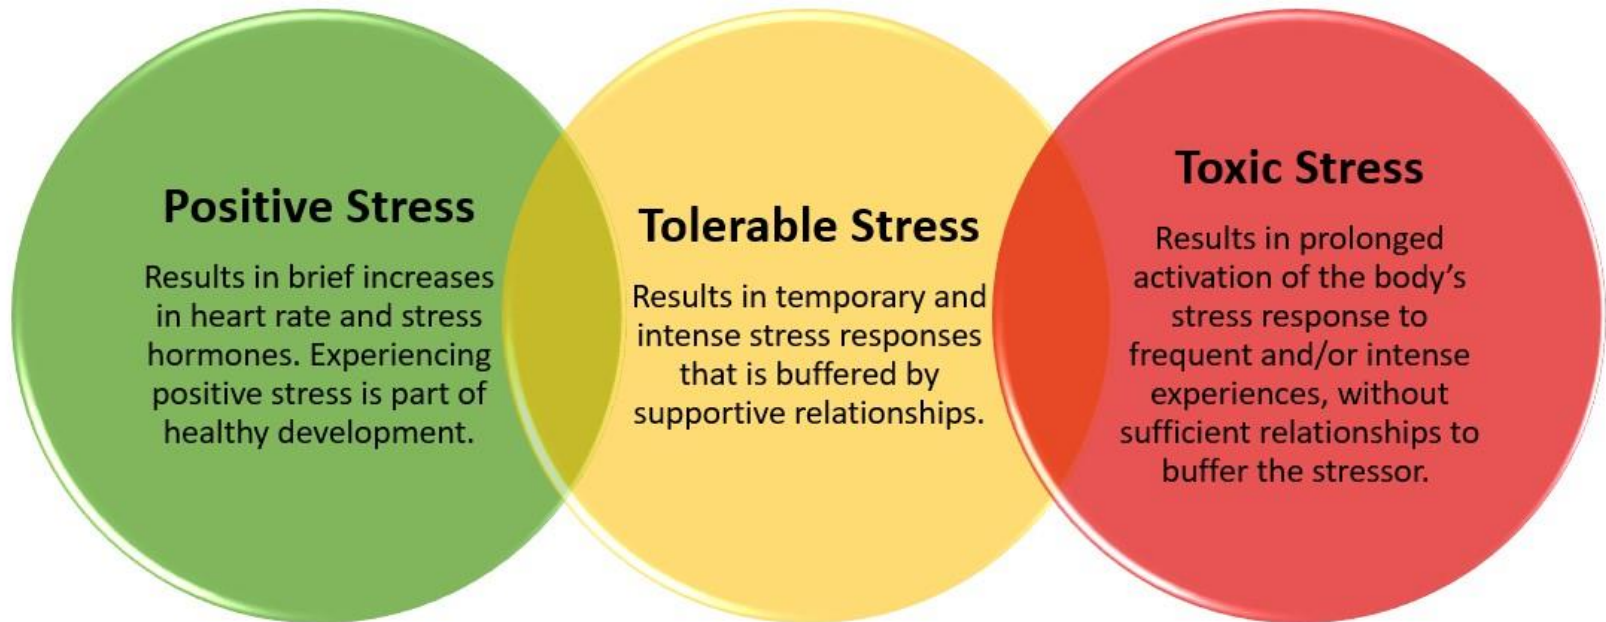 Positive Stress
Results in brief increases
in heart rate and stress
hormones. Experiencing
positive stress is part of
healthy development.
Tolerable Stress
Results in temporary and
intense stress responses
that is buffered by
supportive relationships.
Toxic Stress
Results in prolonged
activation of the body’s
stress response to
frequent and/or intense
experiences, without
sufficient relationships to
buffer the stressor.